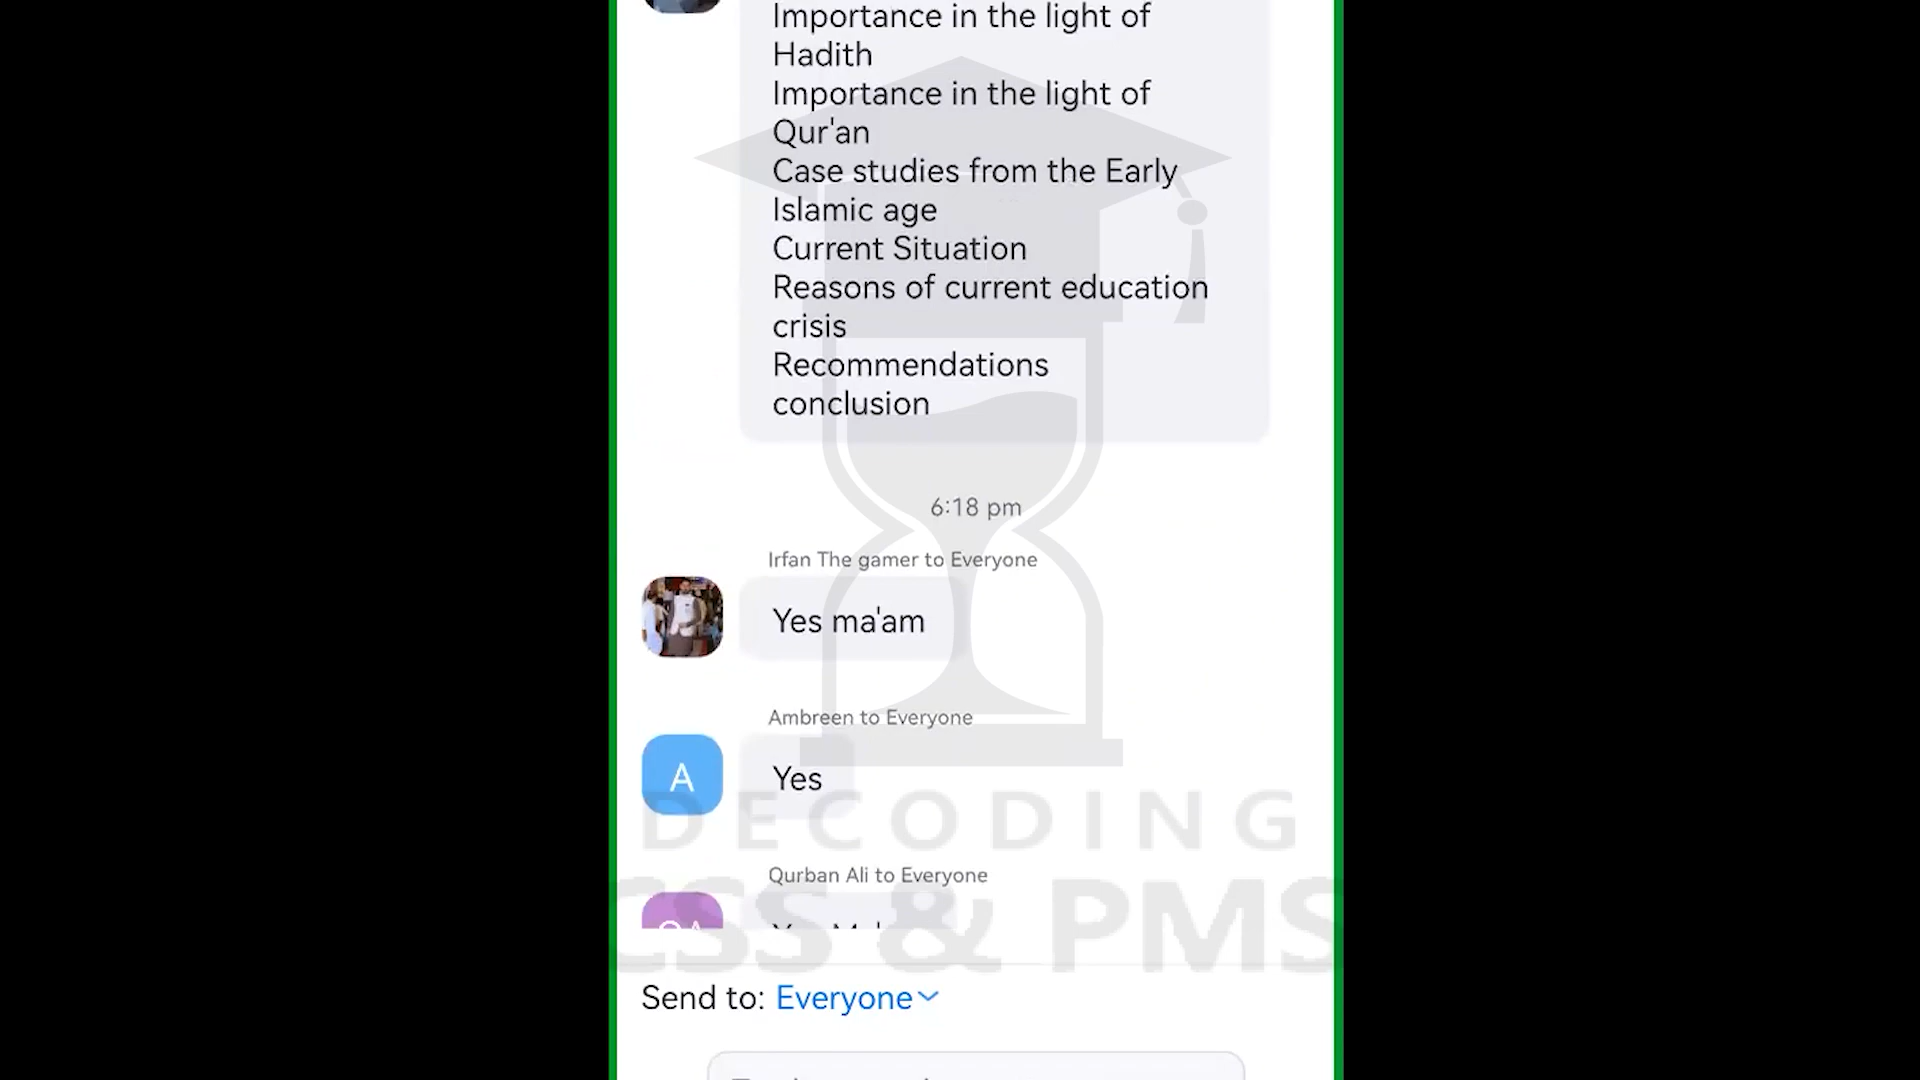 Importance in the light of
Hadith
Importance in the light of
Qur'an
Case studies from the Early
Islamic age
Current Situation
Reasons of current education
crisis
Recommendations
conclusion
6:18 pm
Irfan The gamer to Everyone
Yes ma'am
Ambreen to Everyone
A
Yes
DECODING
Qurban Ali to Everyone
CSS & PMS
Send to: Everyone